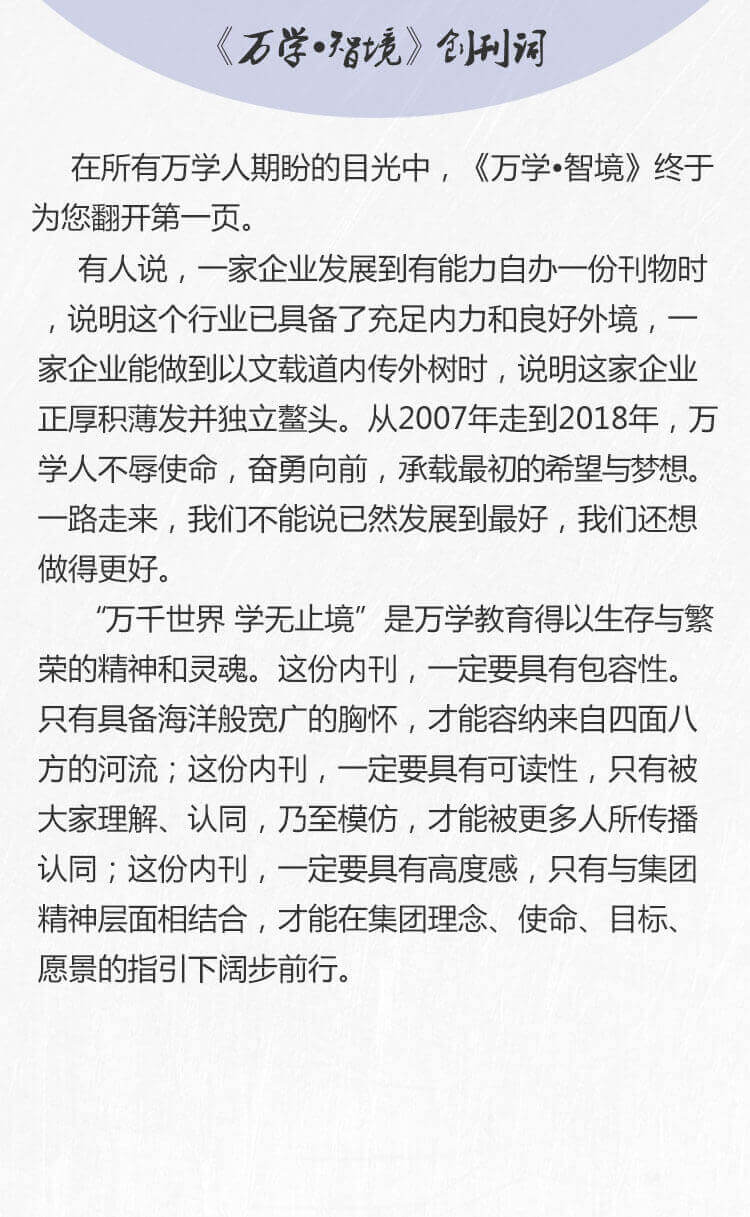 《万学•智境》创刊词
在所有万学人期盼的目光中，《万学•智境》终于
为您翻开第一页。
有人说，一家企业发展到有能力自办一份刊物时
，说明这个行业已具备了充足内力和良好外境，一
家企业能做到以文载道内传外树时，说明这家企业
正厚积薄发并独立鳌头。从2007年走到2018年，万
学人不辱使命，奋勇向前，承载最初的希望与梦想。
一路走来，我们不能说已然发展到最好，我们还想
做得更好。
“万千世界 学无止境”是万学教育得以生存与繁
荣的精神和灵魂。这份内刊，一定要具有包容性。
只有具备海洋般宽广的胸怀，才能容纳来自四面八
方的河流；这份内刊，一定要具有可读性，只有被
大家理解、认同，乃至模仿，才能被更多人所传播
认同；这份内刊，一定要具有高度感，只有与集团
精神层面相结合，才能在集团理念、使命、目标、
愿景的指引下阔步前行。